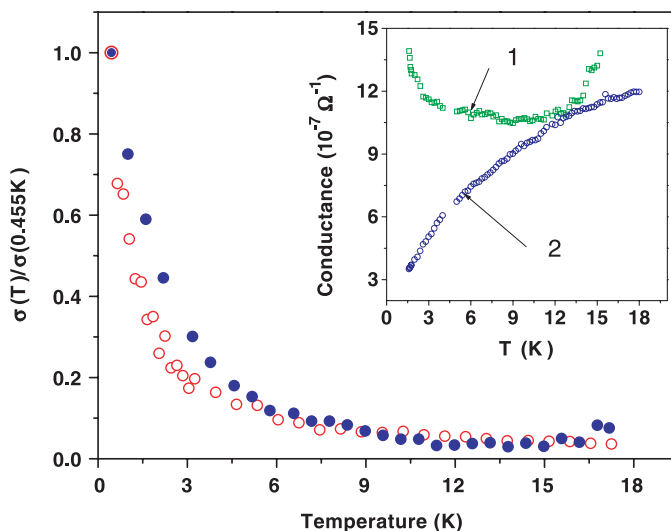 1.0
0.8
0.6
0.4
0.2
0.0
σ(T)/σ(0.455K)
0 3 6 9 12 15 18
Temperature (K)
15
12
9
6
3
Conductance (10⁻⁷ Ω⁻¹)
1
2
0 3 6 9 12 15 18
T (K)